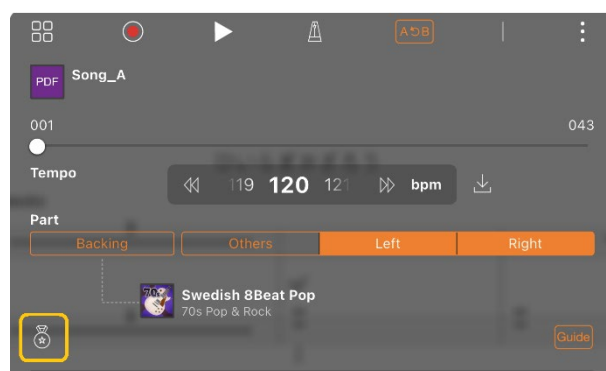 A⟲B
PDF Song_A
001 043
Tempo
119 120 121 bpm
Part
Backing Others Left Right
70s Swedish 8Beat Pop
70s Pop & Rock
Guide